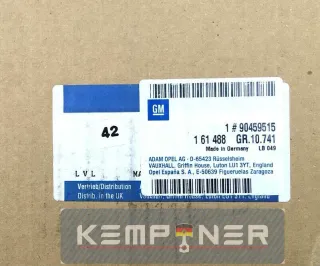 GM
1 # 90459515
1 61 488 GR.10.741
Made in Germany LB 049
42
ADAM OPEL AG · D-65423 Rüsselsheim
VAUXHALL, Griffin House, Luton LU1 3YT, England
Opel España S. A., E-50639 Figueruelas Zaragoza
L V L
Vertrieb/Distribution
Distrib. in the UK
KEMPTNER